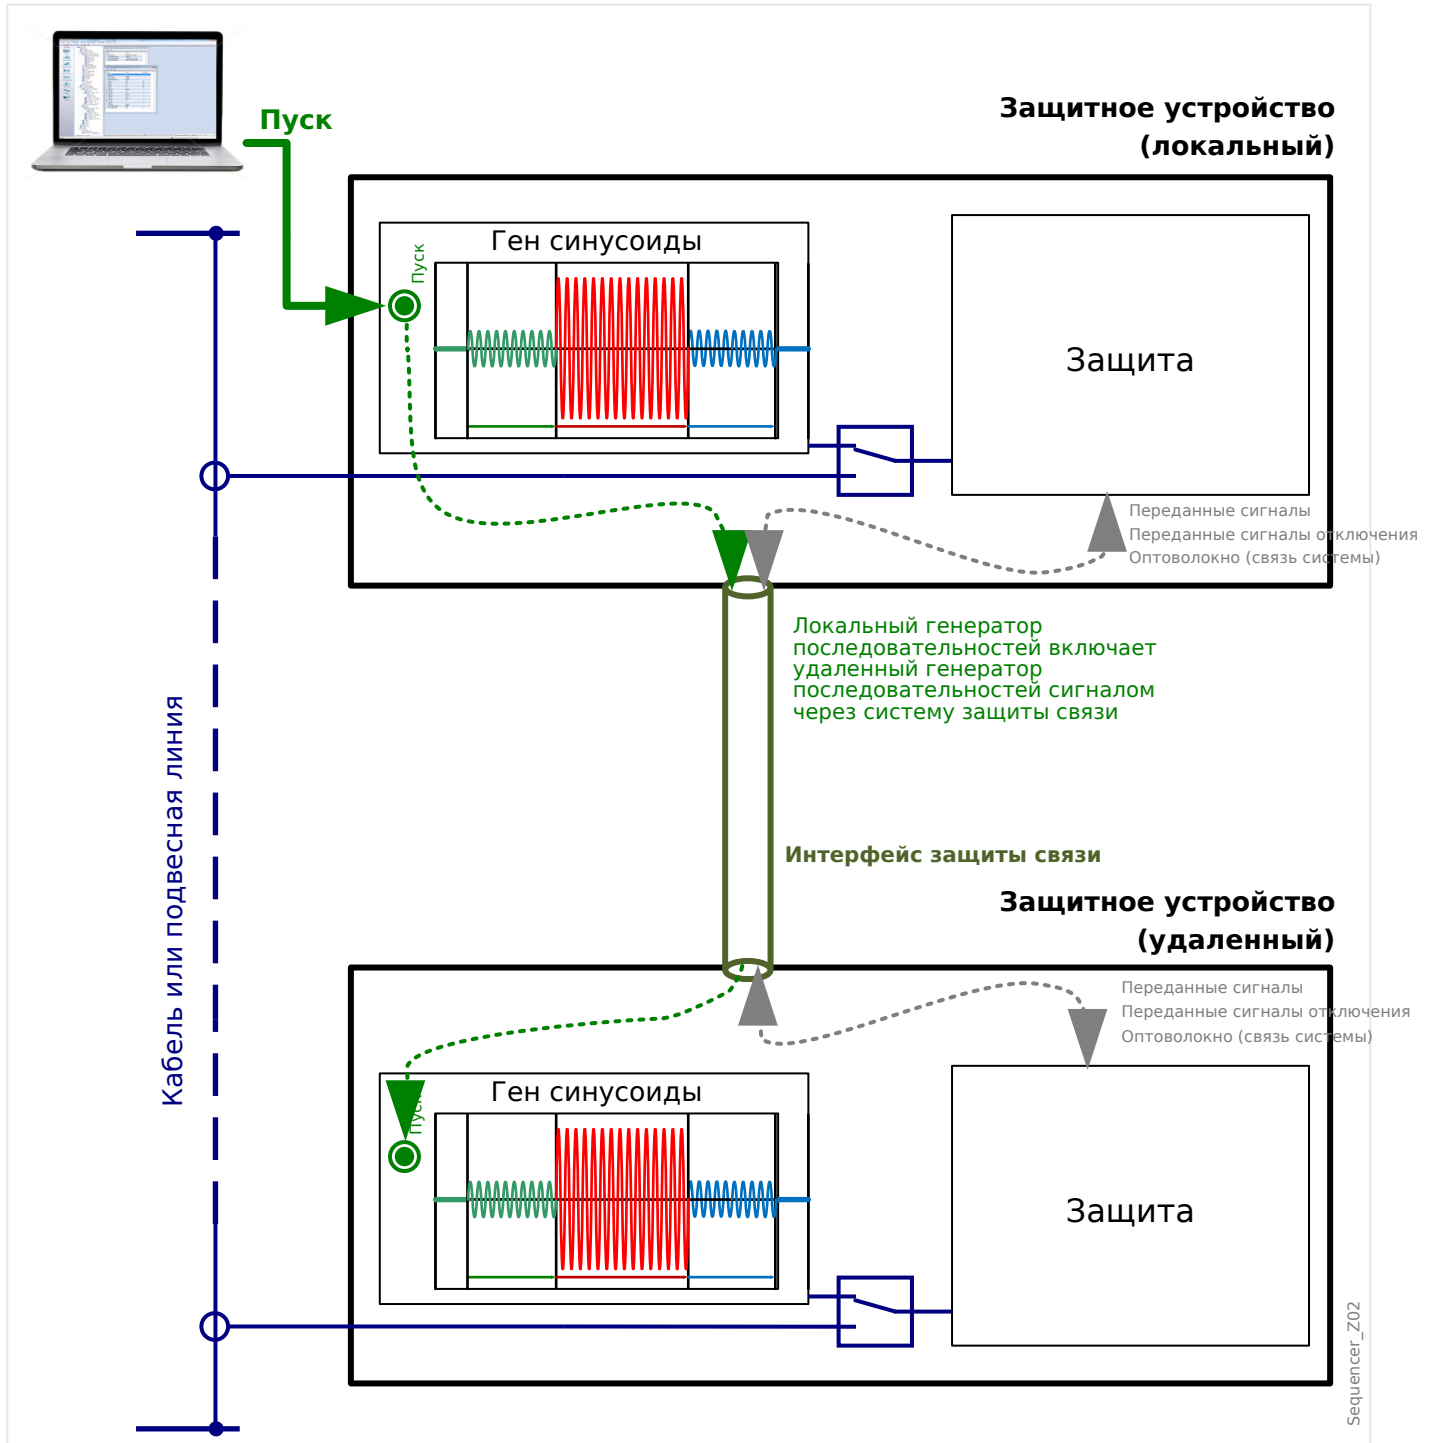 Пуск
Защитное устройство
(локальный)
Ген синусоиды
Пуск
Защита
Переданные сигналы
Переданные сигналы отключения
Оптоволокно (связь системы)
Локальный генератор
последовательностей включает
удаленный генератор
последовательностей сигналом
через систему защиты связи
Кабель или подвесная линия
Интерфейс защиты связи
Защитное устройство
(удаленный)
Переданные сигналы
Переданные сигналы отключения
Оптоволокно (связь системы)
Ген синусоиды
Пуск
Защита
Sequencer_Z02